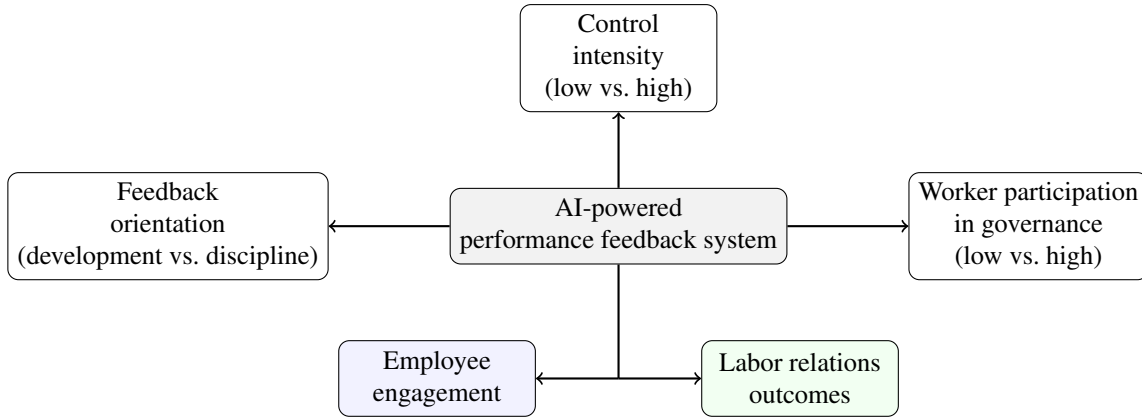 Control
intensity
(low vs. high)
Feedback
orientation
(development vs. discipline)
AI-powered
performance feedback system
Worker participation
in governance
(low vs. high)
Employee
engagement
Labor relations
outcomes